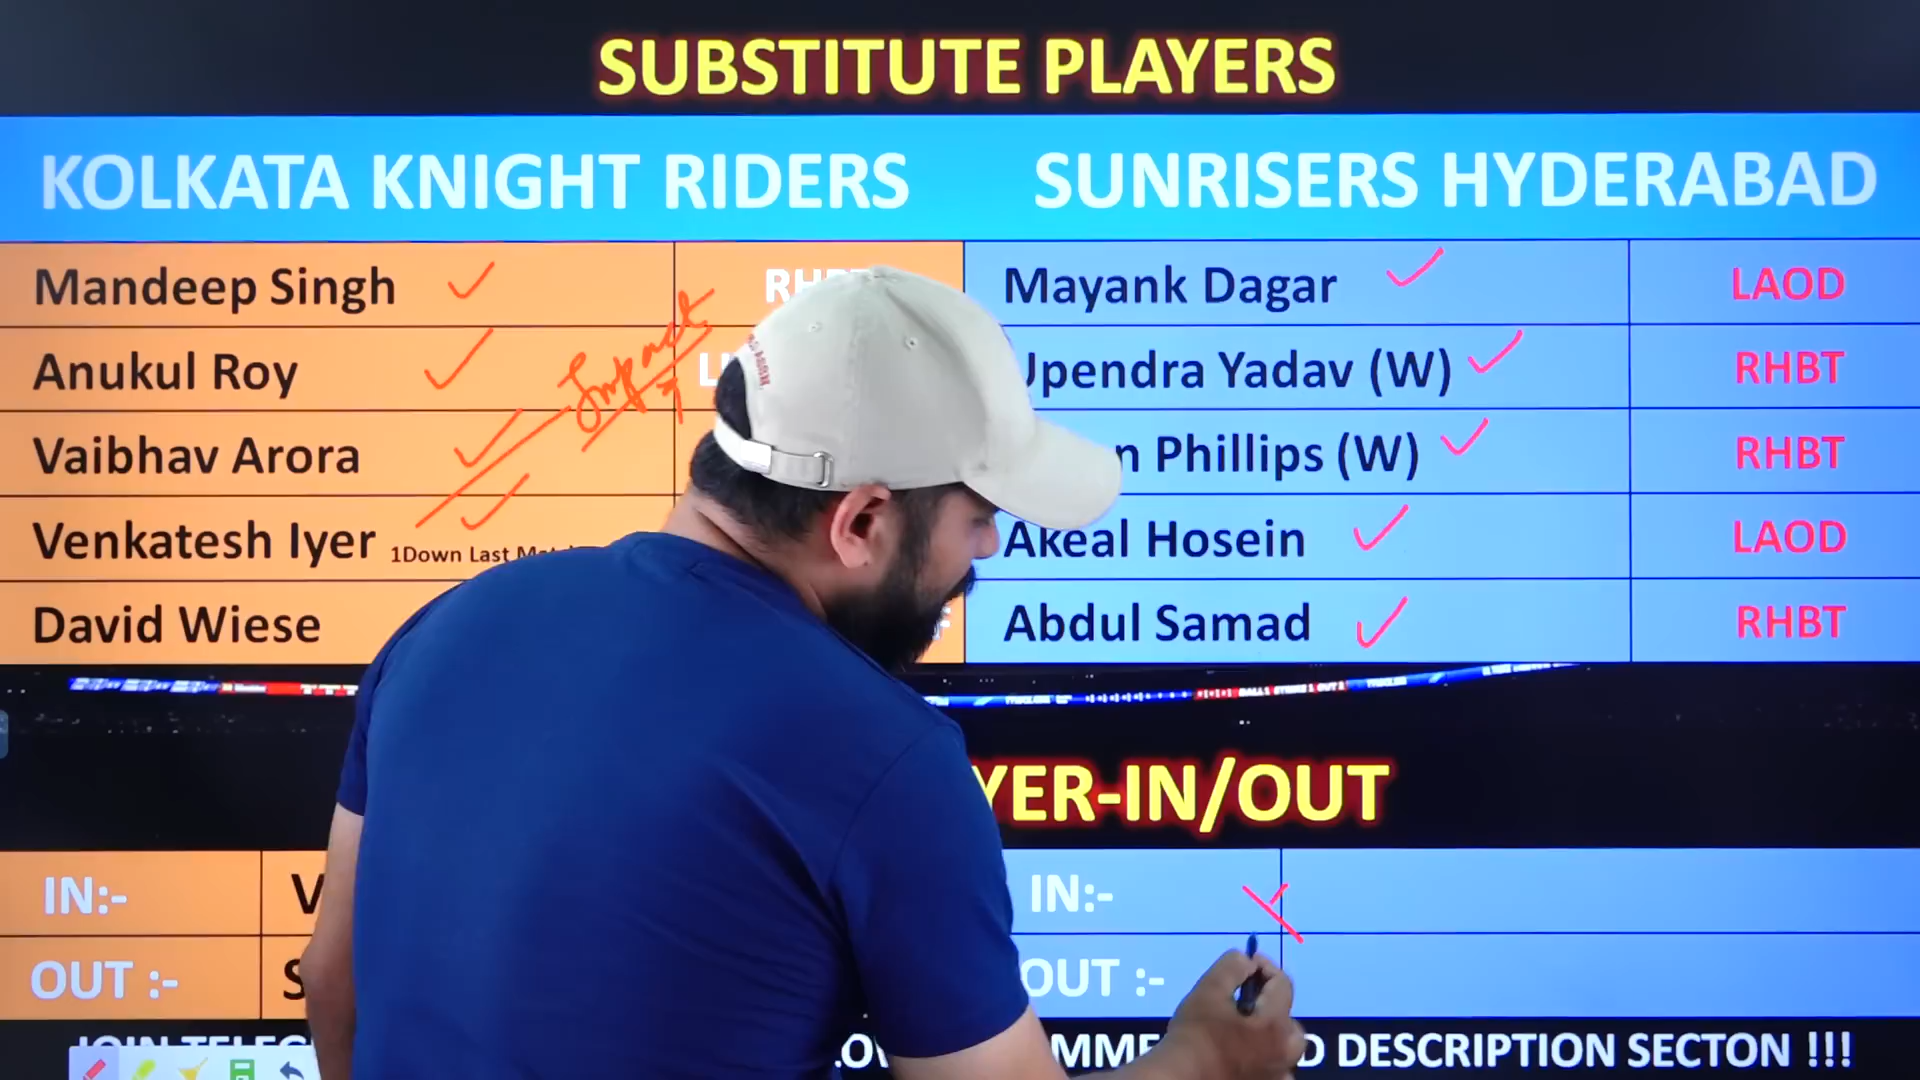 SUBSTITUTE PLAYERS
KOLKATA KNIGHT RIDERS SUNRISERS HYDERABAD
Mandeep Singh Mayank Dagar LAOD
Anukul Roy Impact Upendra Yadav (W) RHBT
Vaibhav Arora Phillips (W) RHBT
Venkatesh Iyer 1Down Last Akeal Hosein LAOD
David Wiese Abdul Samad RHBT
YER-IN/OUT
IN:- V IN:-
OUT :- S OUT :-
JOIN D DESCRIPTION SECTON !!!